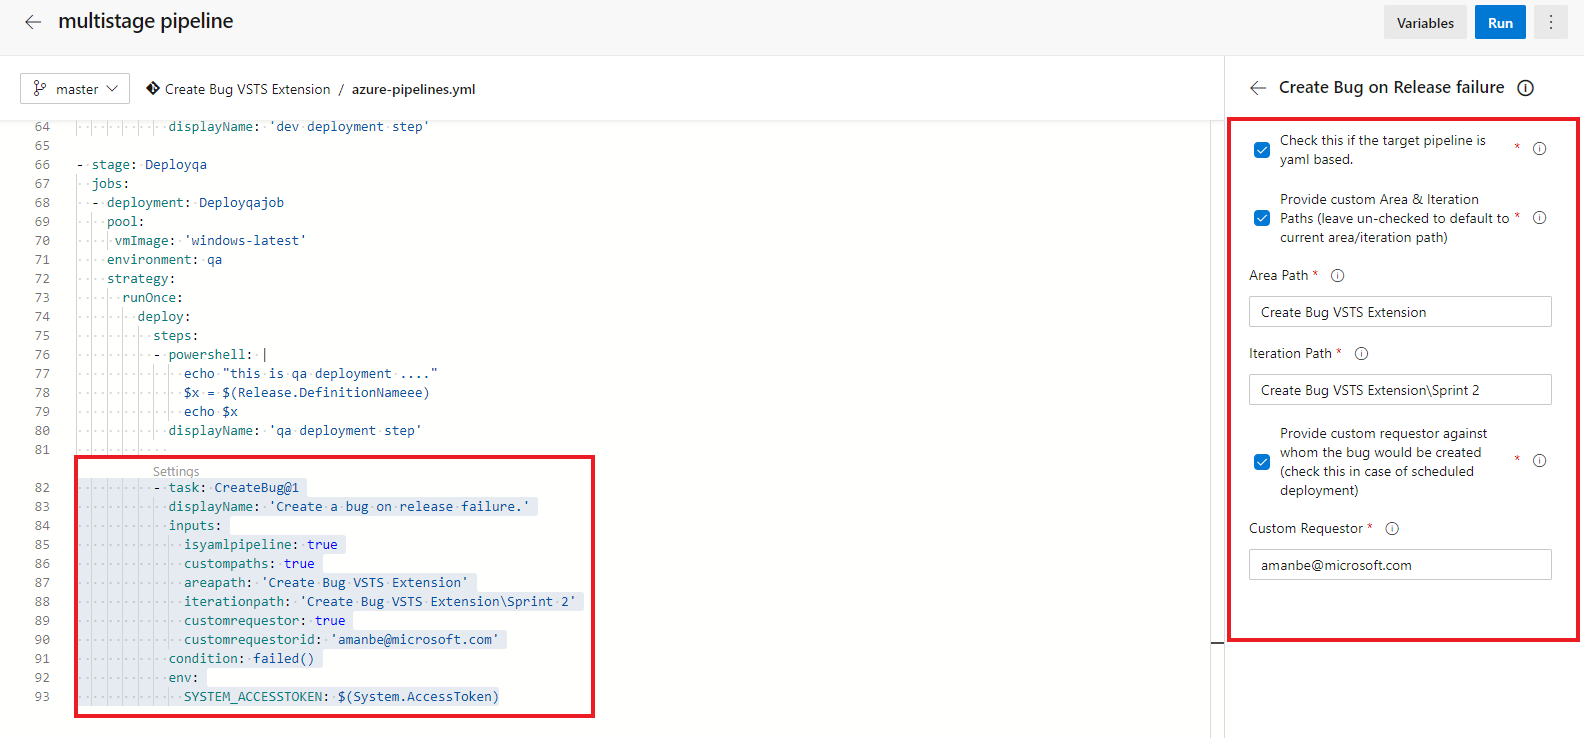 multistage pipeline
Variables
Run
master
Create Bug VSTS Extension / azure-pipelines.yml
64 displayName: 'dev deployment step'
65
66 - stage: Deployqa
67 jobs:
68 - deployment: Deployqajob
69 pool:
70 vmImage: 'windows-latest'
71 environment: qa
72 strategy:
73 runOnce:
74 deploy:
75 steps:
76 - powershell: |
77 echo "this is qa deployment ...."
78 $x = $(Release.DefinitionNameee)
79 echo $x
80 displayName: 'qa deployment step'
81
Settings
82 - task: CreateBug@1
83 displayName: 'Create a bug on release failure.'
84 inputs:
85 isyamlpipeline: true
86 custompaths: true
87 areapath: 'Create Bug VSTS Extension'
88 iterationpath: 'Create Bug VSTS Extension\Sprint 2'
89 customrequestor: true
90 customrequestorid: 'amanbe@microsoft.com'
91 condition: failed()
92 env:
93 SYSTEM_ACCESSTOKEN: $(System.AccessToken)
Create Bug on Release failure
Check this if the target pipeline is *
yaml based.
Provide custom Area & Iteration
Paths (leave un-checked to default to *
current area/iteration path)
Area Path *
Create Bug VSTS Extension
Iteration Path *
Create Bug VSTS Extension\Sprint 2
Provide custom requestor against
whom the bug would be created *
(check this in case of scheduled
deployment)
Custom Requestor *
amanbe@microsoft.com